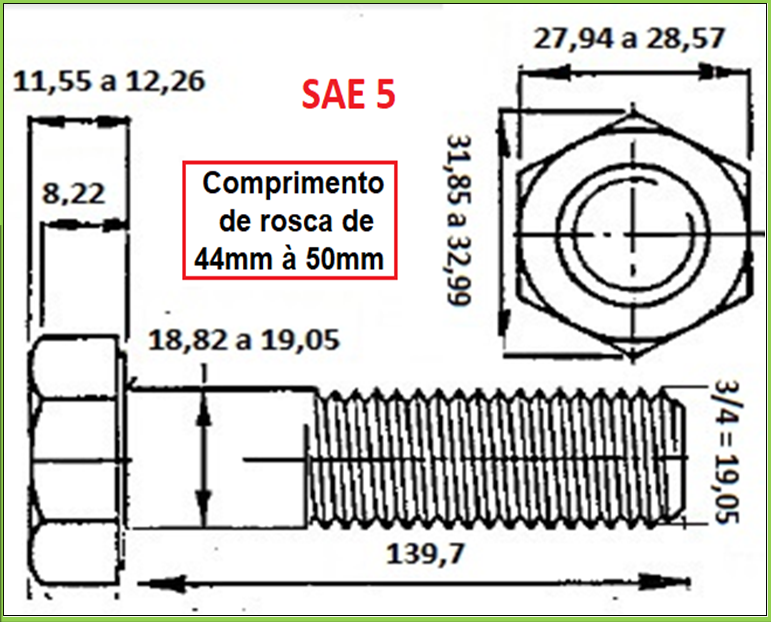 27,94 a 28,57
11,55 a 12,26
SAE 5
31,85 a 32,99
8,22
Comprimento
de rosca de
44mm à 50mm
18,82 a 19,05
3/4 = 19,05
139,7